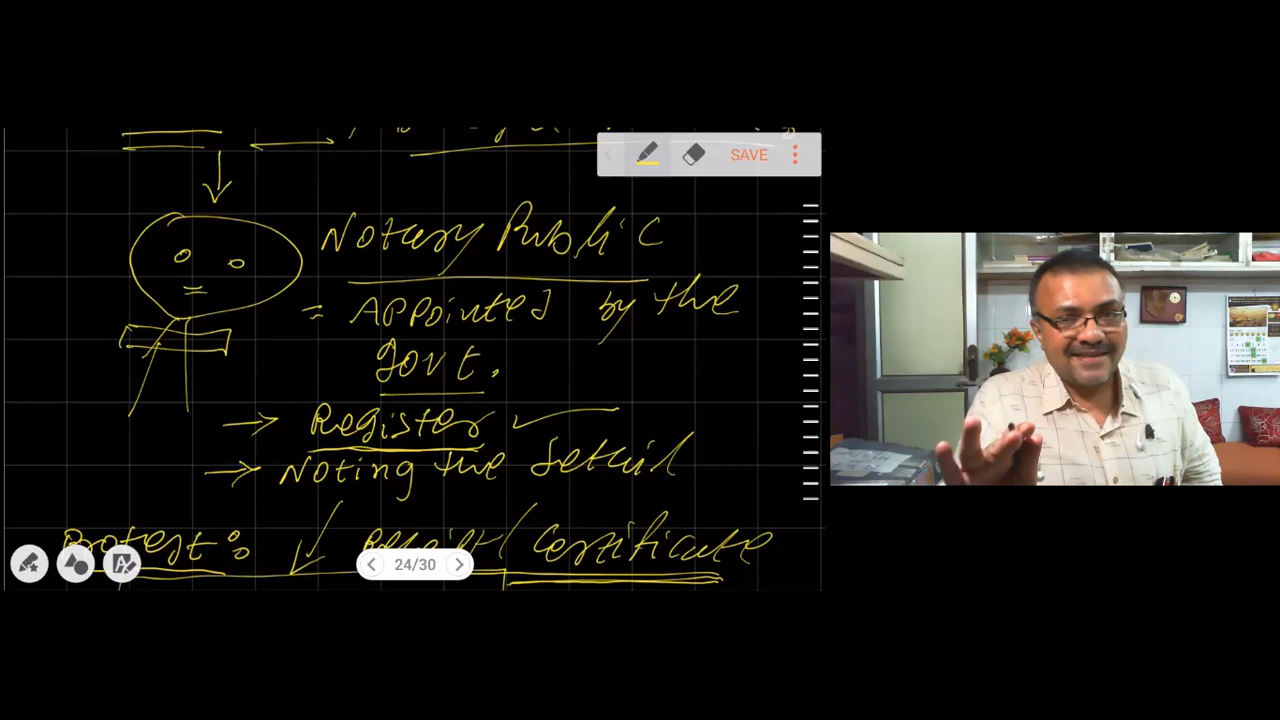 SAVE
Notary Public
= Appointed by the
govt.
→ Register ✓
→ Noting the detail
Protest: Certificate
24/30